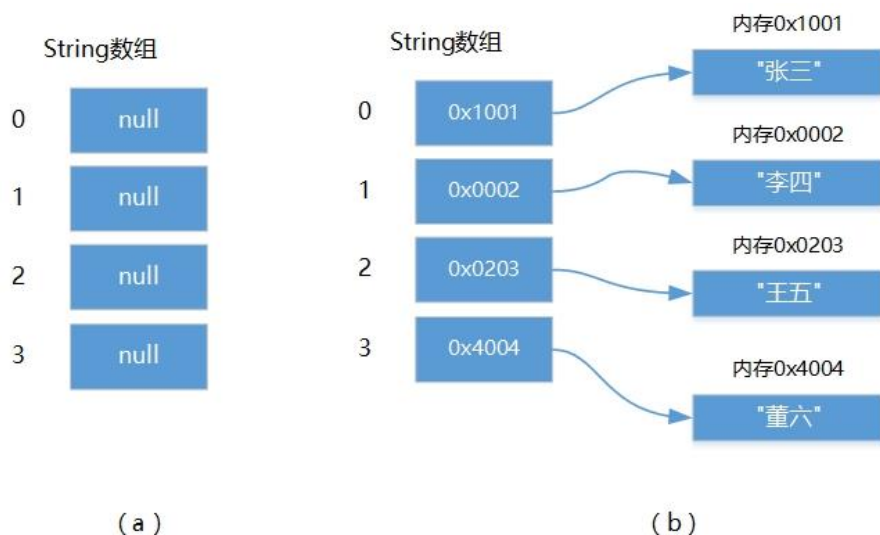 String数组
0 null
1 null
2 null
3 null
(a)
String数组
0 0x1001
1 0x0002
2 0x0203
3 0x4004
内存0x1001
"张三"
内存0x0002
"李四"
内存0x0203
"王五"
内存0x4004
"董六"
(b)